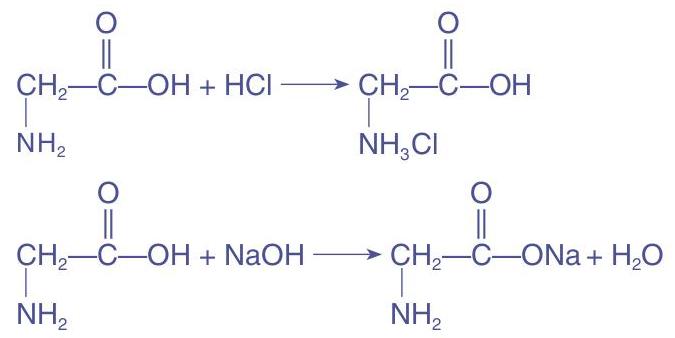 O O
CH₂—C—OH + HCl ⟶ CH₂—C—OH
NH₂ NH₃Cl
O O
CH₂—C—OH + NaOH ⟶ CH₂—C—ONa + H₂O
NH₂ NH₂